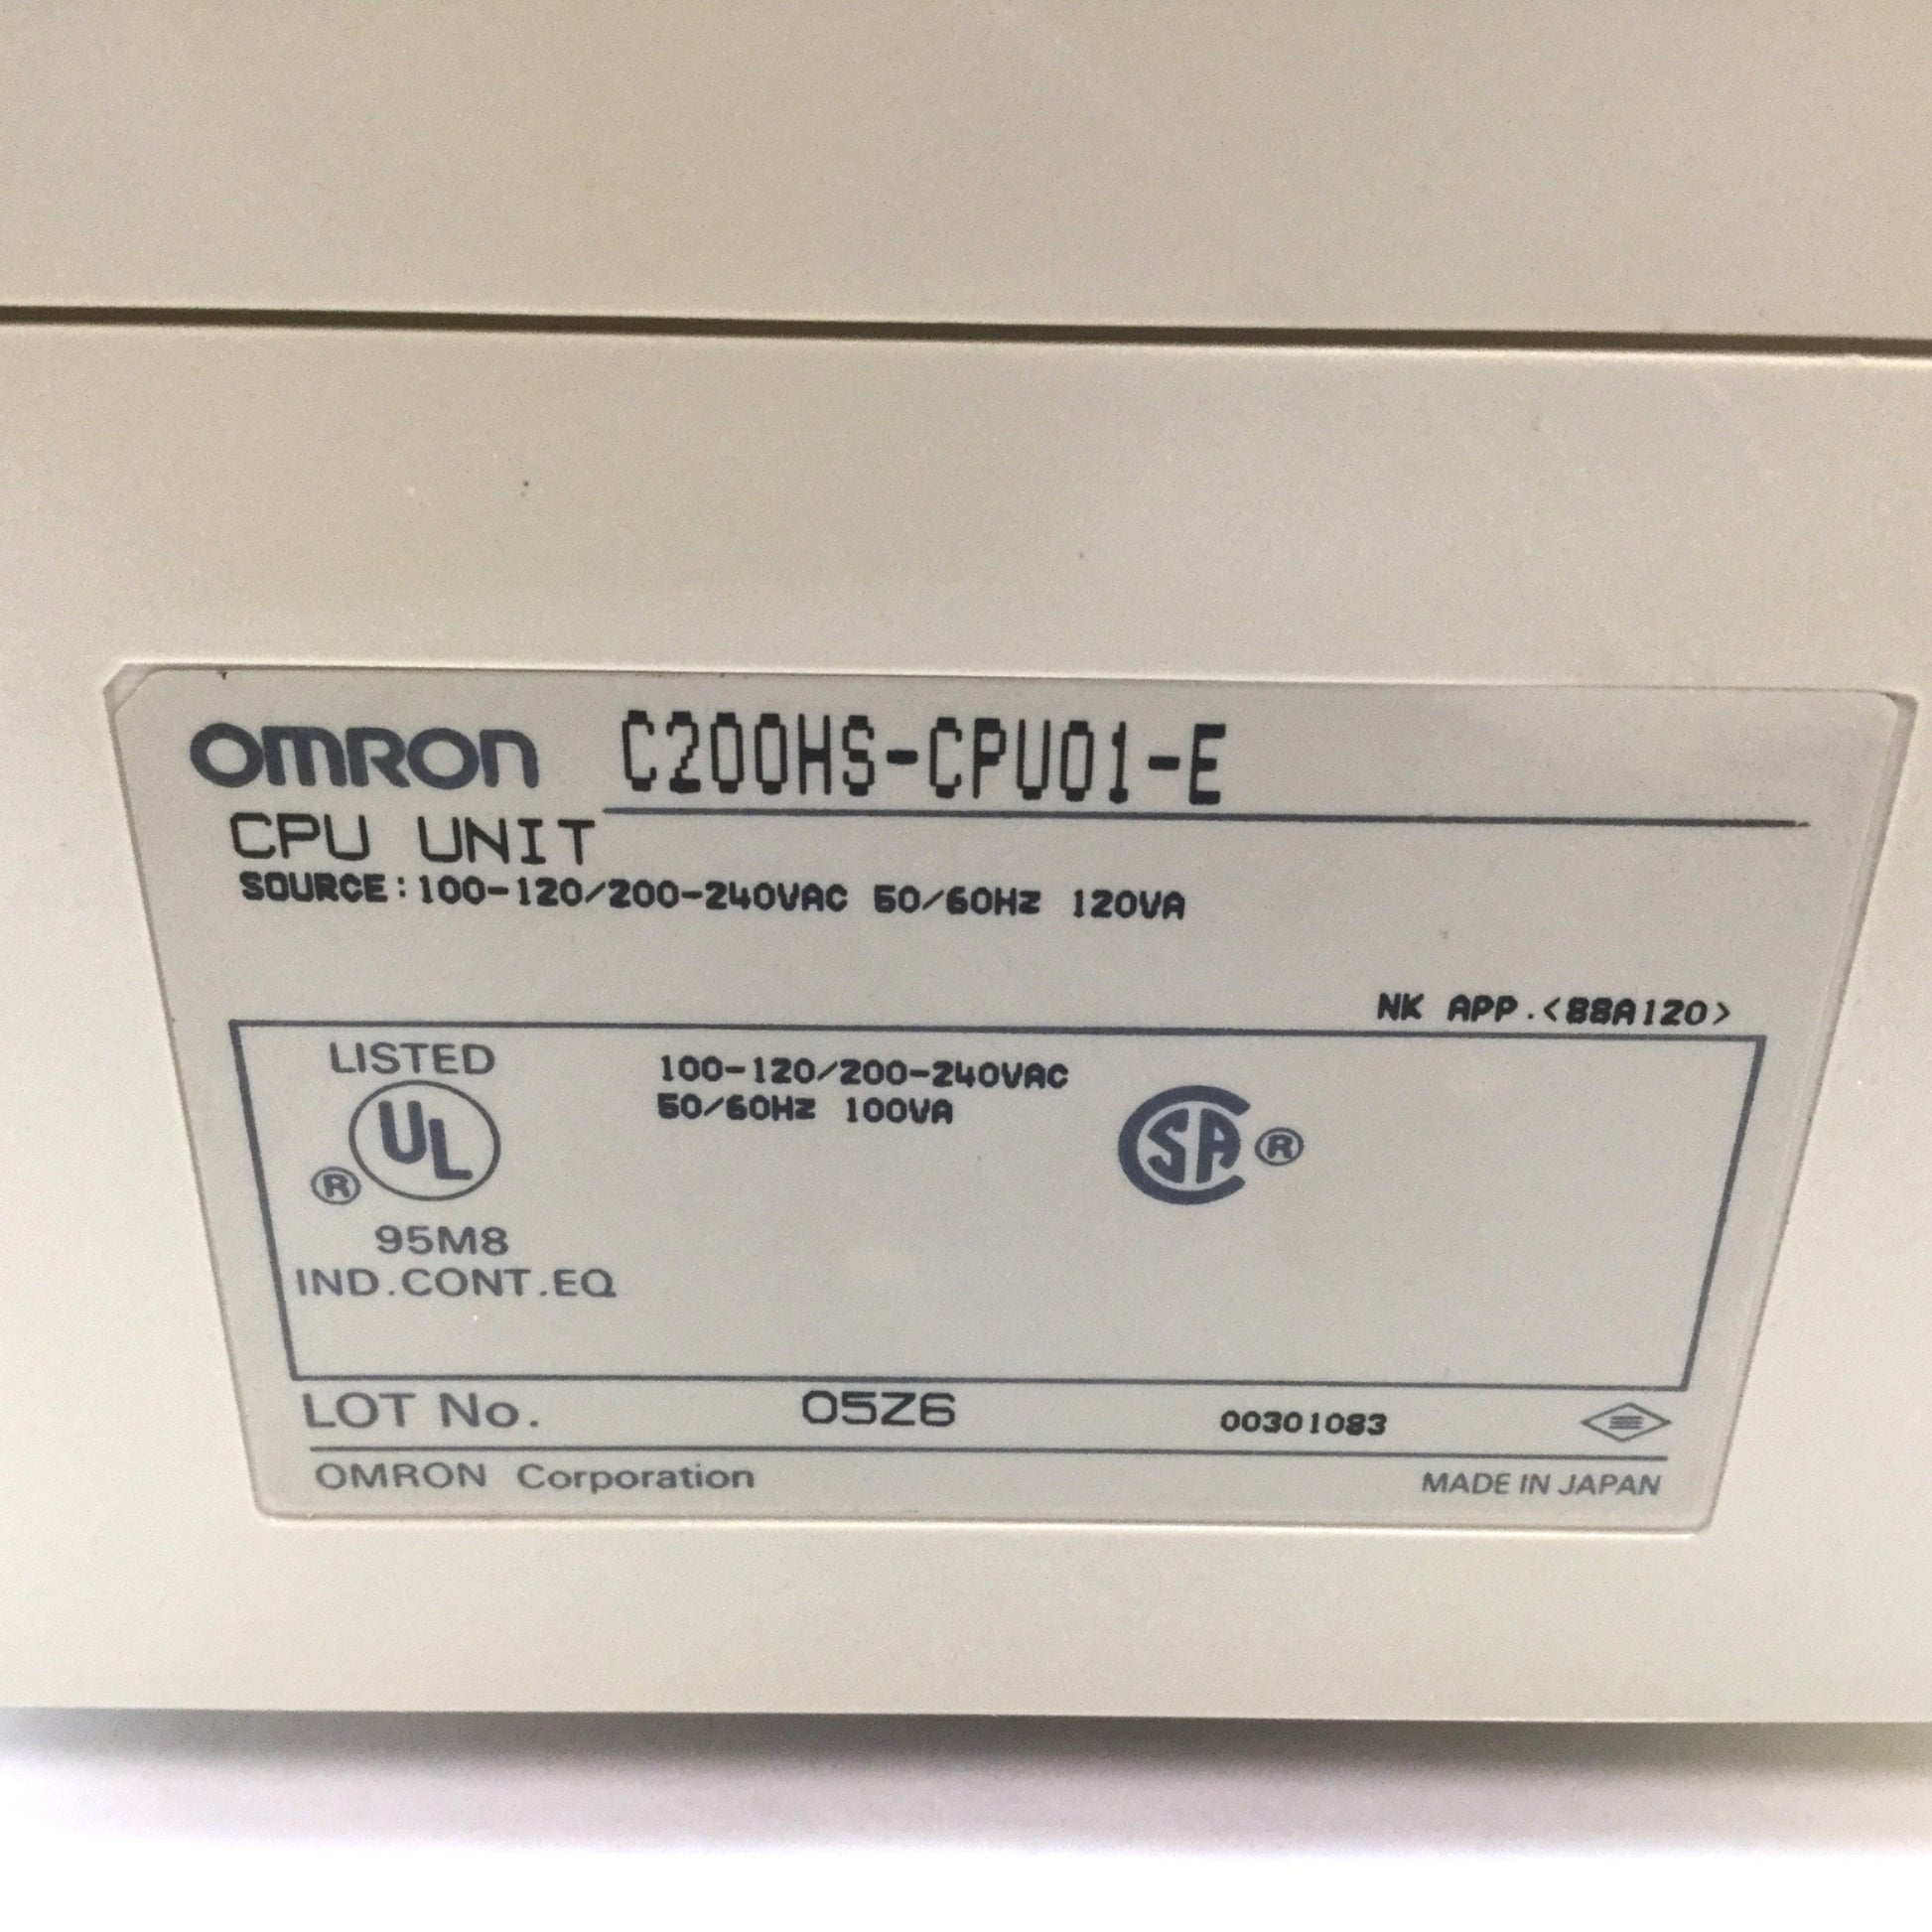 OMRON C200HS-CPU01-E
CPU UNIT
SOURCE:100-120/200-240VAC 50/60HZ 120VA
NK APP.<88A120>
LISTED
UL
®
95M8
IND.CONT.EQ
100-120/200-240VAC
50/60HZ 100VA
SA ®
LOT No. 05Z6 00301083
OMRON Corporation MADE IN JAPAN